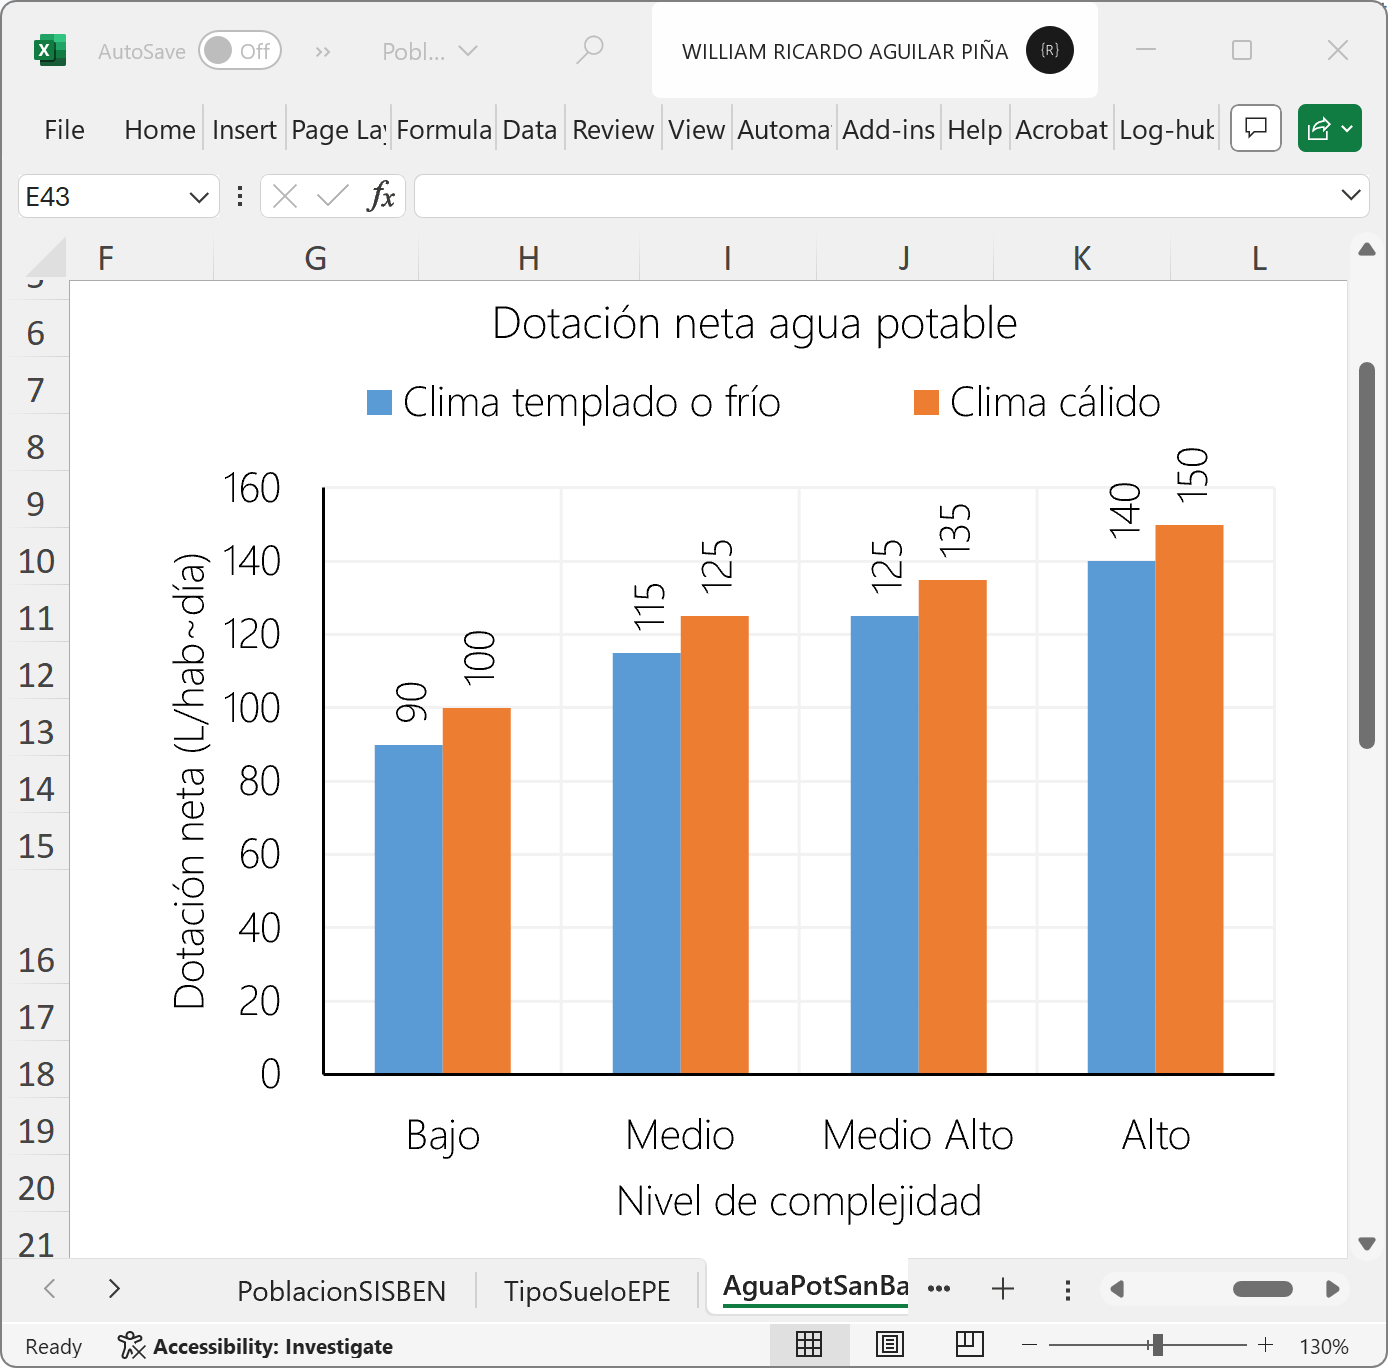 AutoSave Off Pobl... WILLIAM RICARDO AGUILAR PIÑA {R}
File Home Insert Page Lay Formula Data Review View Automa Add-ins Help Acrobat Log-hub
E43 fx
F G H I J K L
6
7
8
9
10
11
12
13
14
15
16
17
18
19
20
21
Dotación neta agua potable
Clima templado o frío Clima cálido
Dotación neta (L/hab~día)
160
140
120
100
80
60
40
20
0
90 100 115 125 125 135 140 150
Bajo Medio Medio Alto Alto
Nivel de complejidad
PoblacionSISBEN TipoSueloEPE AguaPotSanBa ...
Ready Accessibility: Investigate 130%